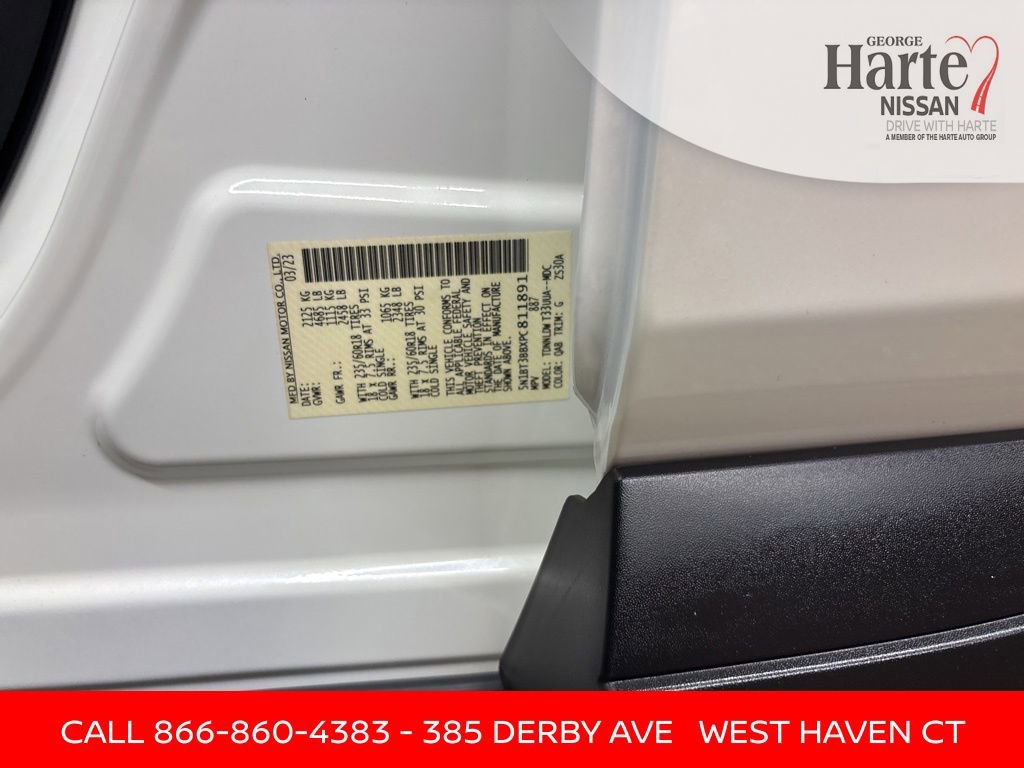 GEORGE
Harte
NISSAN
DRIVE WITH HARTE
A MEMBER OF THE HARTE AUTO GROUP
MFD BY NISSAN MOTOR CO., LTD.
DATE: 03/23
GVWR: 2125 KG
4685 LB
GAWR FR: 1115 KG
2458 LB
WITH 235/60R18 TIRES
18 X 7.5 RIMS AT 33 PSI
COLD SINGLE
GAWR RR: 1065 KG
2348 LB
WITH 235/60R18 TIRES
18 X 7.5 RIMS AT 30 PSI
COLD SINGLE
THIS VEHICLE CONFORMS TO
ALL APPLICABLE FEDERAL
MOTOR VEHICLE SAFETY AND
THEFT PREVENTION
STANDARDS IN EFFECT ON
THE DATE OF MANUFACTURE
SHOWN ABOVE.
5N1BT3BBXPC811891
MPV 887
MODEL: TDNNLDW T33UUA--MDC
COLOR: QAB TRIM: G 2S30A
CALL 866-860-4383 - 385 DERBY AVE WEST HAVEN CT